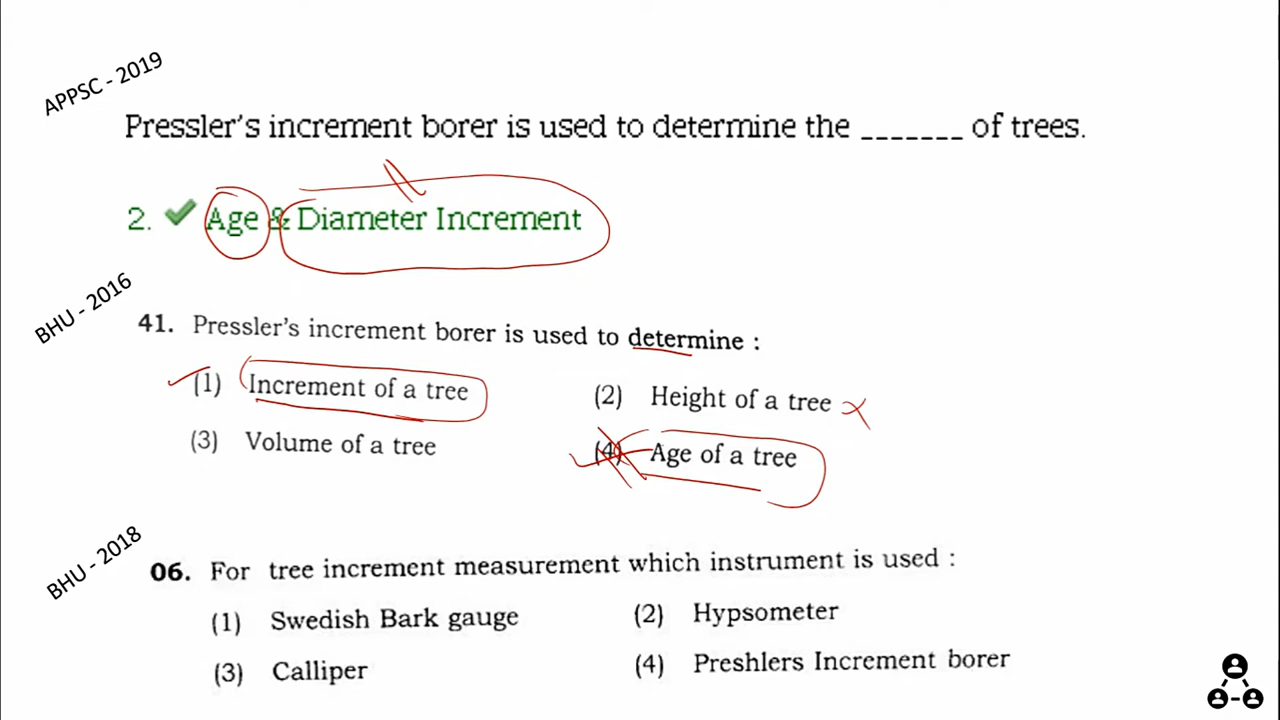 APPSC - 2019
Pressler's increment borer is used to determine the _______ of trees.
2. Age & Diameter Increment
BHU - 2016
41. Pressler's increment borer is used to determine :
(1) Increment of a tree
(2) Height of a tree
(3) Volume of a tree
(4) Age of a tree
BHU - 2018
06. For tree increment measurement which instrument is used :
(1) Swedish Bark gauge
(2) Hypsometer
(3) Calliper
(4) Preshlers Increment borer